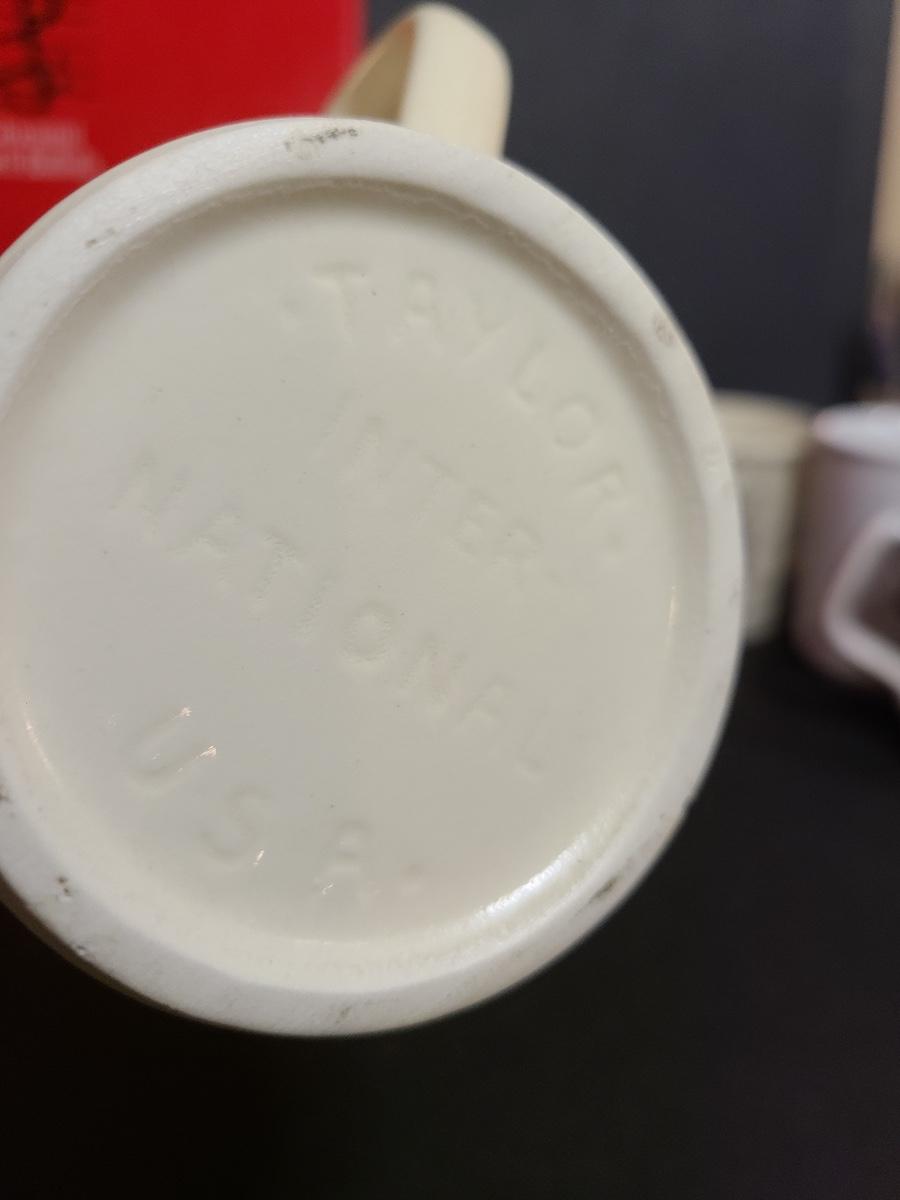 ·TAYLOR·
INTER-
NATIONAL
U.S.A.